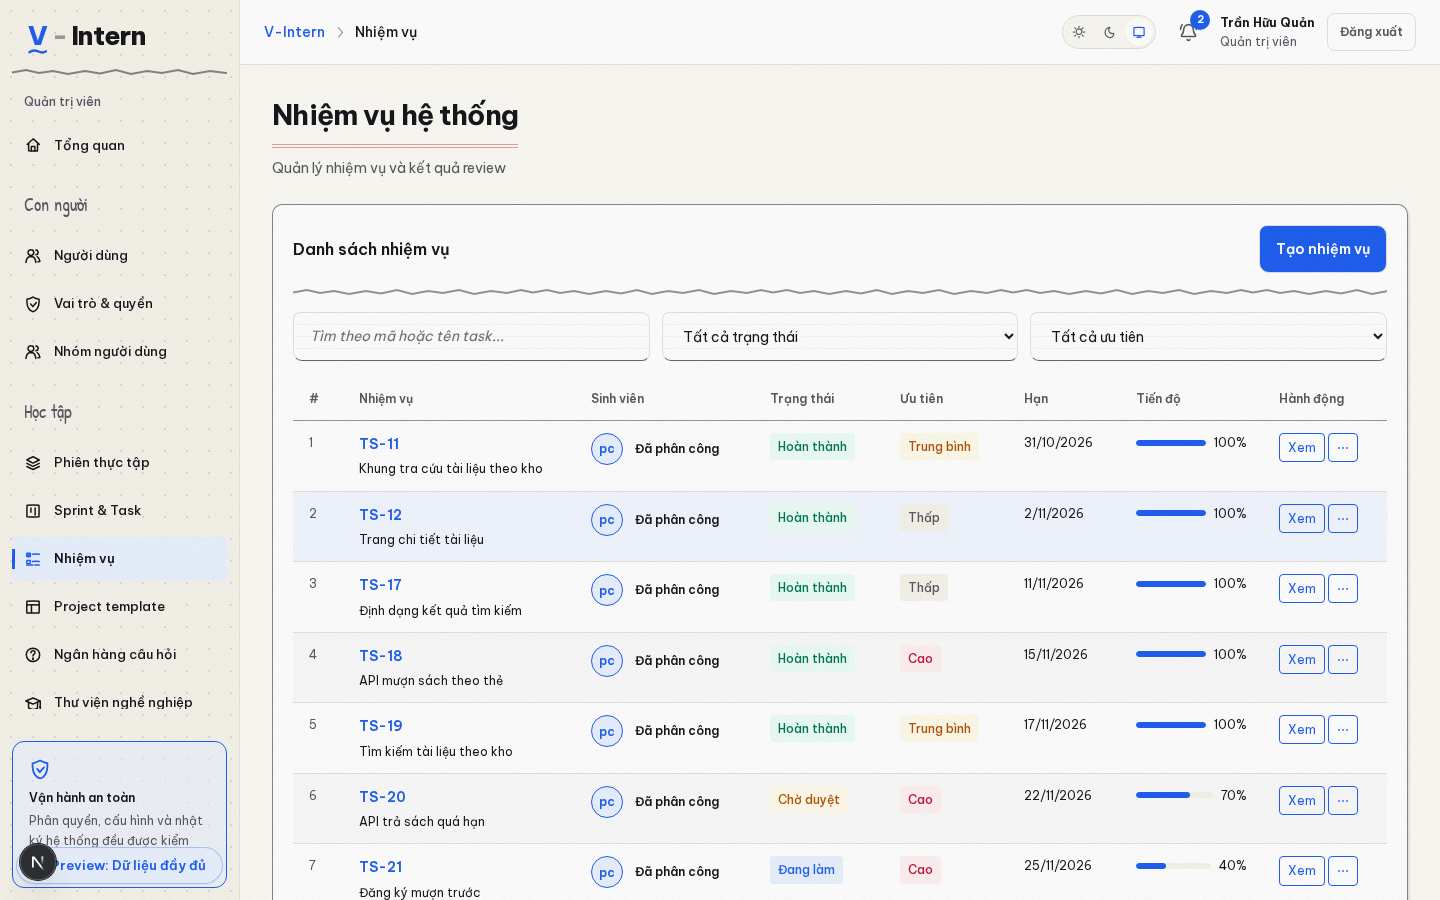 V - Intern
Quản trị viên
Tổng quan
Con người
Người dùng
Vai trò & quyền
Nhóm người dùng
Học tập
Phiên thực tập
Sprint & Task
Nhiệm vụ
Project template
Ngân hàng câu hỏi
Thư viện nghề nghiệp
Vận hành an toàn
Phân quyền, cấu hình và nhật
ký hệ thống đều được kiểm
Preview: Dữ liệu đầy đủ
N
V-Intern > Nhiệm vụ
2
Trần Hữu Quản
Quản trị viên
Đăng xuất
Nhiệm vụ hệ thống
Quản lý nhiệm vụ và kết quả review
Danh sách nhiệm vụ
Tạo nhiệm vụ
Tìm theo mã hoặc tên task...
Tất cả trạng thái
Tất cả ưu tiên
# Nhiệm vụ Sinh viên Trạng thái Ưu tiên Hạn Tiến độ Hành động
1 TS-11 pc Đã phân công Hoàn thành Trung bình 31/10/2026 100% Xem ...
Khung tra cứu tài liệu theo kho
2 TS-12 pc Đã phân công Hoàn thành Thấp 2/11/2026 100% Xem ...
Trang chi tiết tài liệu
3 TS-17 pc Đã phân công Hoàn thành Thấp 11/11/2026 100% Xem ...
Định dạng kết quả tìm kiếm
4 TS-18 pc Đã phân công Hoàn thành Cao 15/11/2026 100% Xem ...
API mượn sách theo thẻ
5 TS-19 pc Đã phân công Hoàn thành Trung bình 17/11/2026 100% Xem ...
Tìm kiếm tài liệu theo kho
6 TS-20 pc Đã phân công Chờ duyệt Cao 22/11/2026 70% Xem ...
API trả sách quá hạn
7 TS-21 pc Đã phân công Đang làm Cao 25/11/2026 40% Xem ...
Đăng ký mượn trước